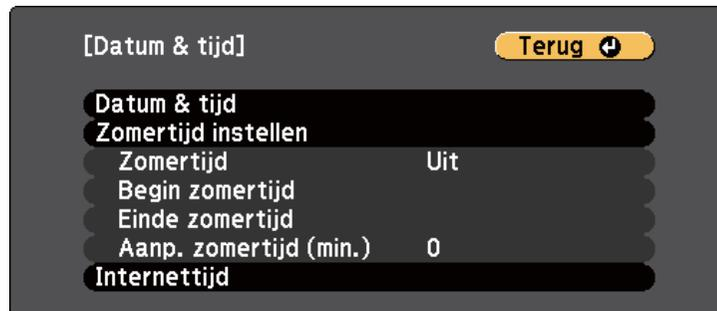 [Datum & tijd]
Terug
Datum & tijd
Zomertijd instellen
Zomertijd Uit
Begin zomertijd
Einde zomertijd
Aanp. zomertijd (min.) 0
Internettijd